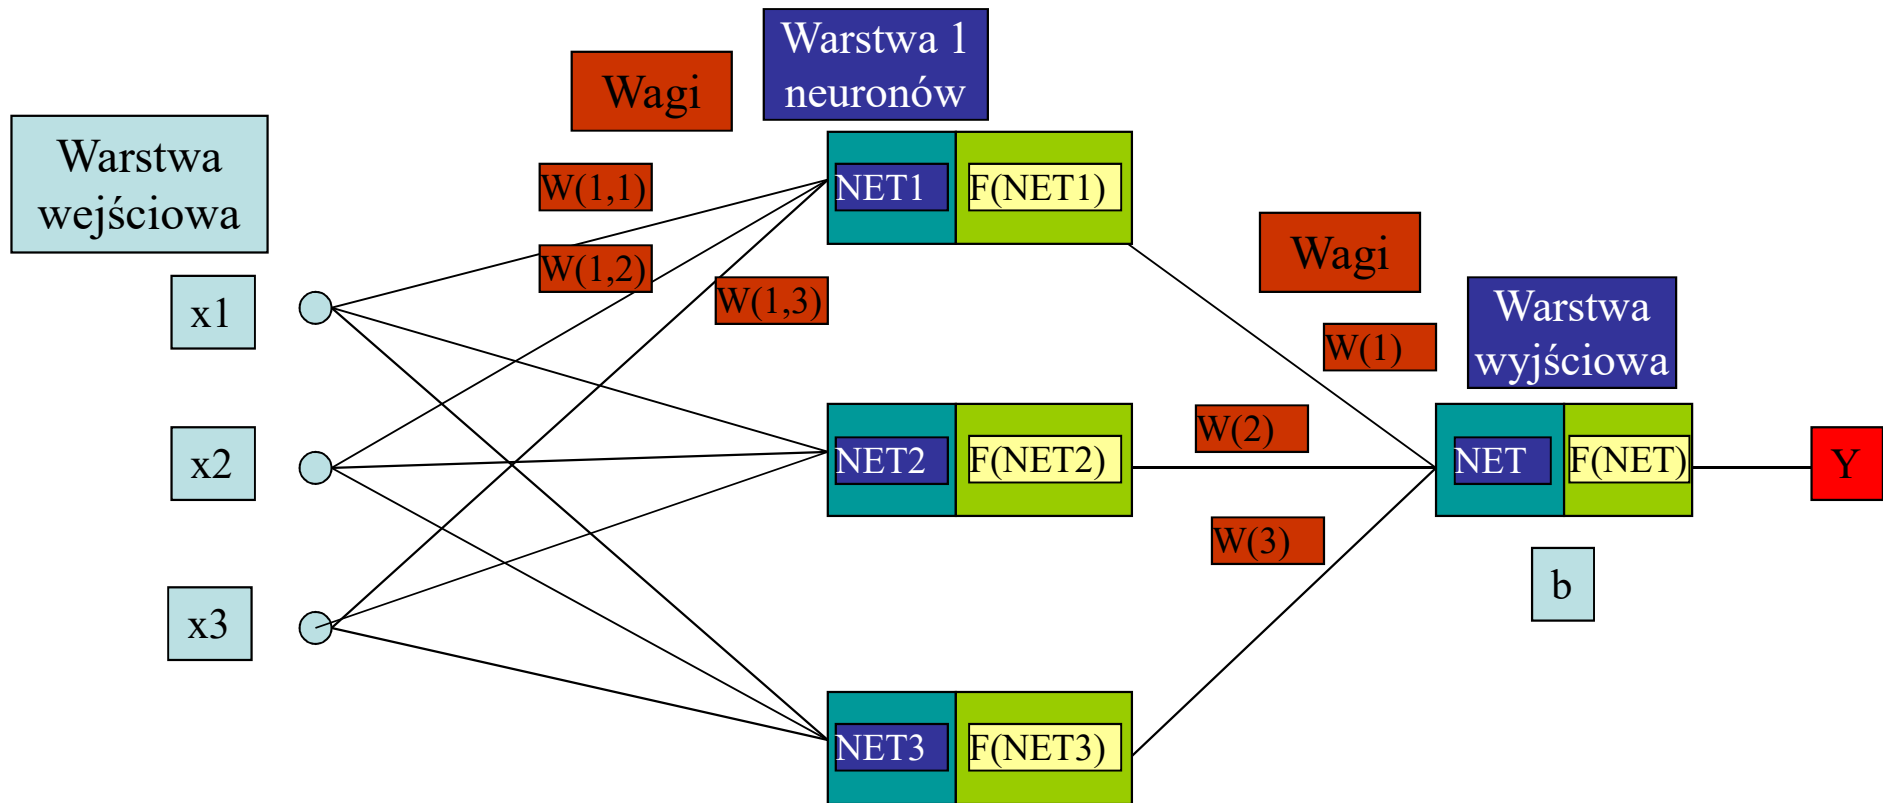 Warstwa 1
neuronów
Wagi
Warstwa
wejściowa
W(1,1)
NET1
F(NET1)
W(1,2)
W(1,3)
Wagi
x1
Warstwa
wyjściowa
W(1)
x2
NET2
F(NET2)
W(2)
NET
F(NET)
Y
W(3)
b
x3
NET3
F(NET3)